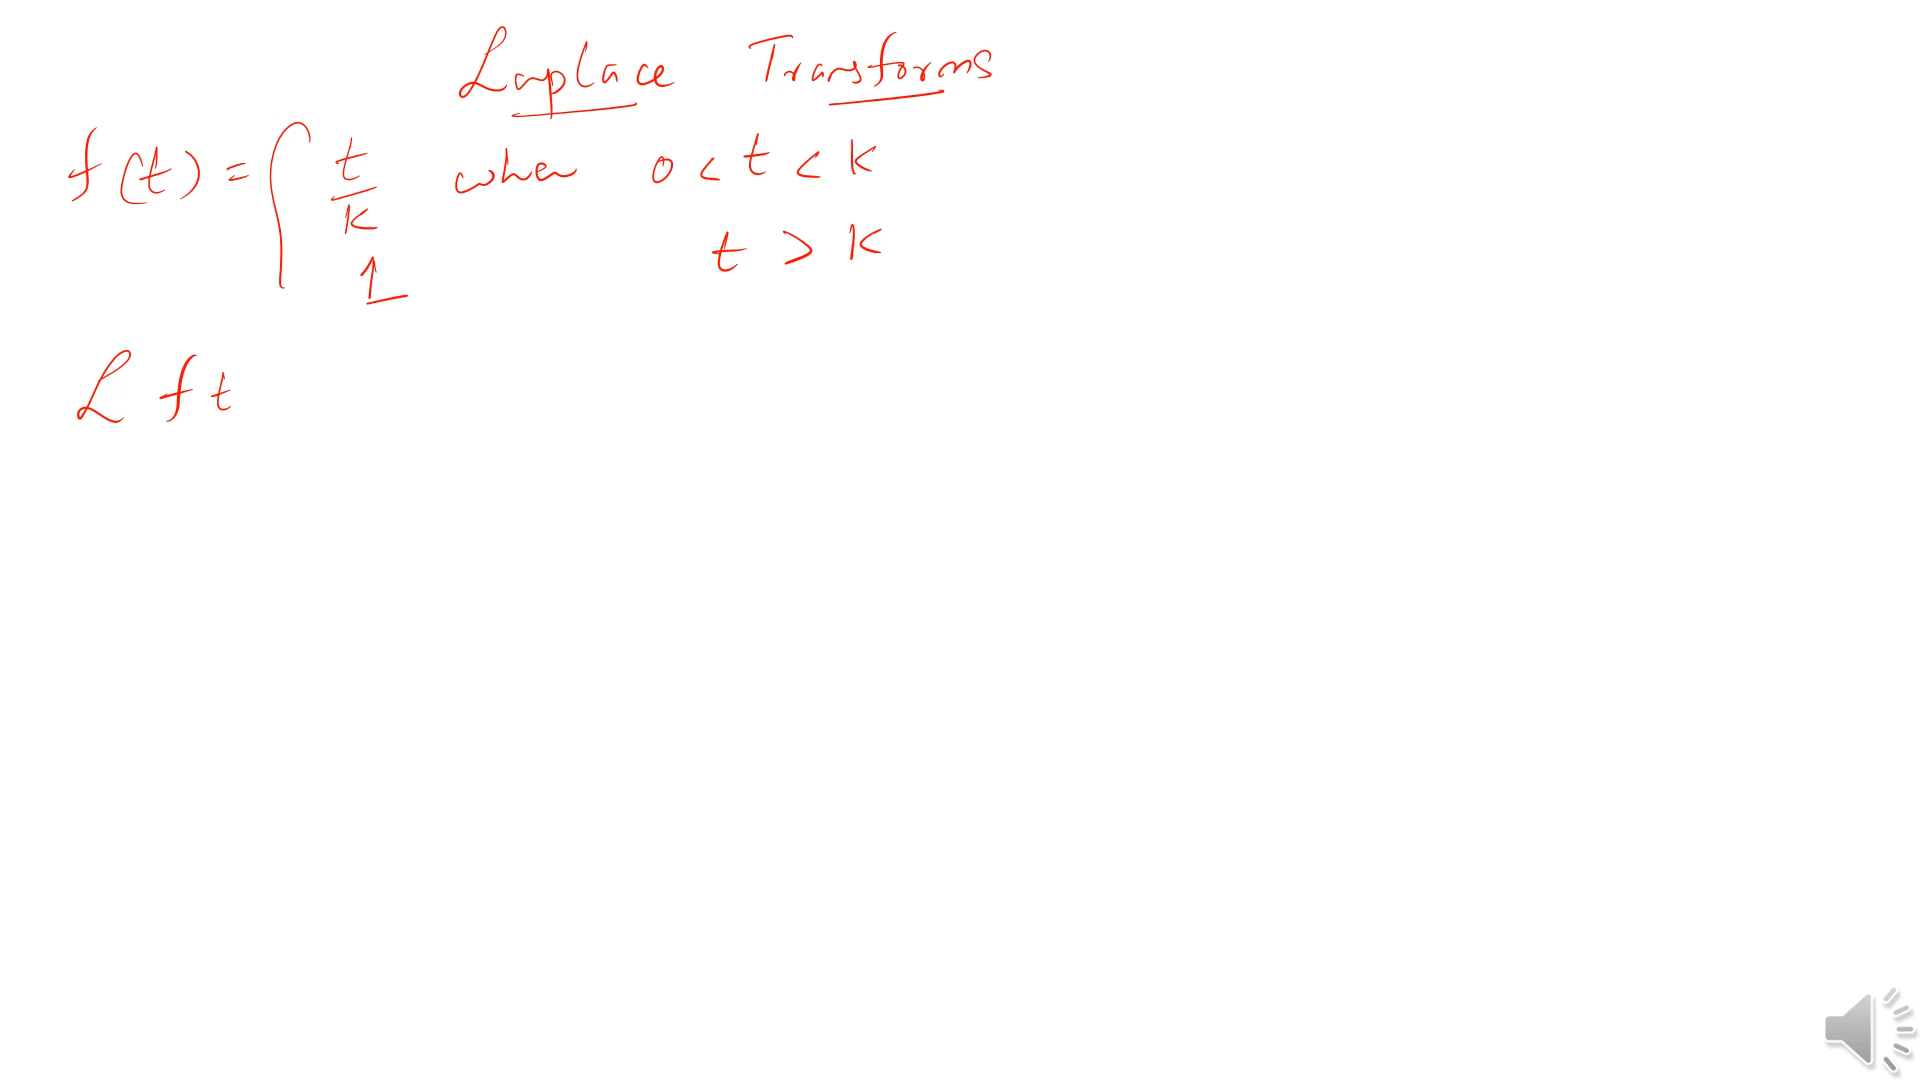 Laplace Transforms
f(t) = { t/k when 0 < t < k
1 t > k
L f t